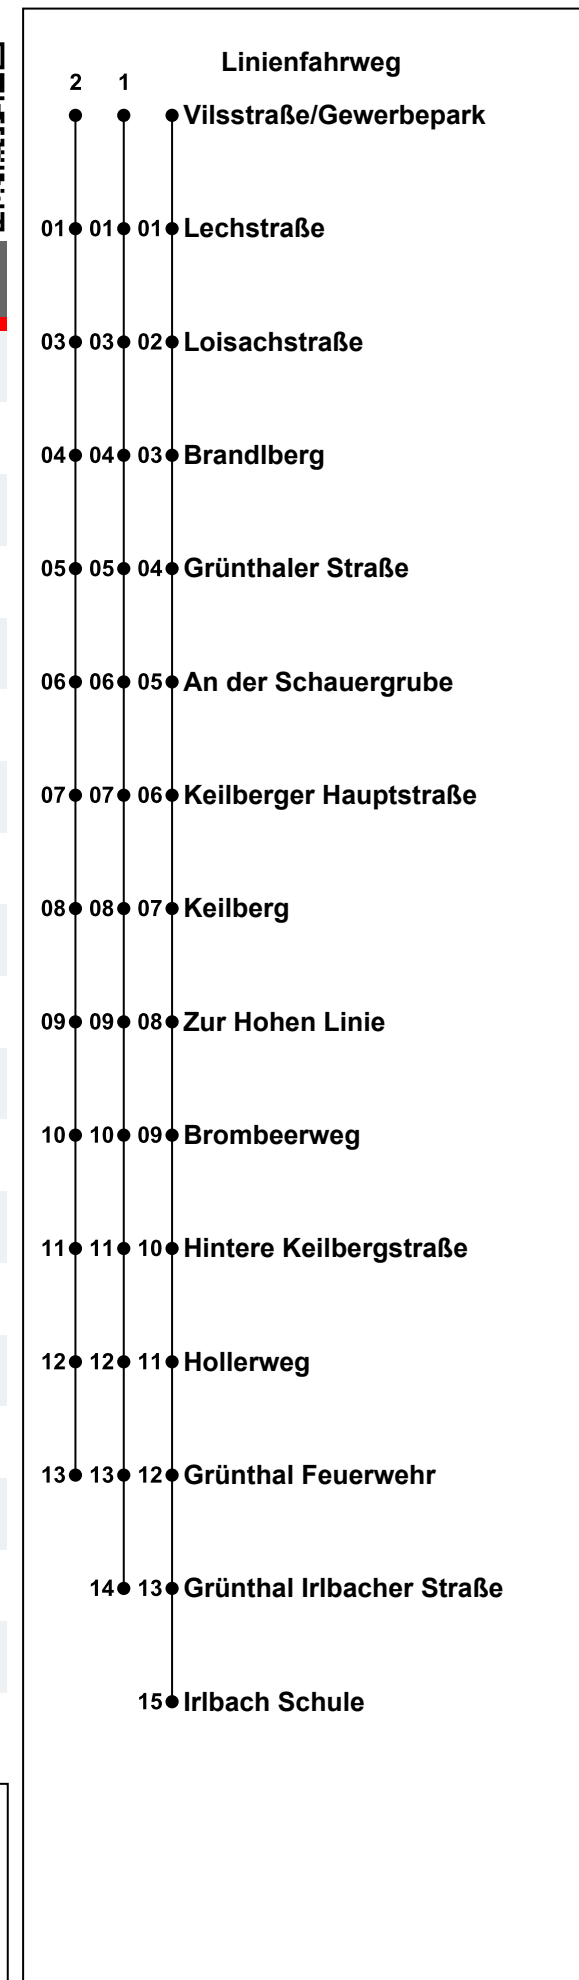 Linienfahrweg
2 1
Vilsstraße/Gewerbepark
01 01 01 Lechstraße
03 03 02 Loisachstraße
04 04 03 Brandlberg
05 05 04 Grünthaler Straße
06 06 05 An der Schauergrube
07 07 06 Keilberger Hauptstraße
08 08 07 Keilberg
09 09 08 Zur Hohen Linie
10 10 09 Brombeerweg
11 11 10 Hintere Keilbergstraße
12 12 11 Hollerweg
13 13 12 Grünthal Feuerwehr
14 13 Grünthal Irlbacher Straße
15 Irlbach Schule